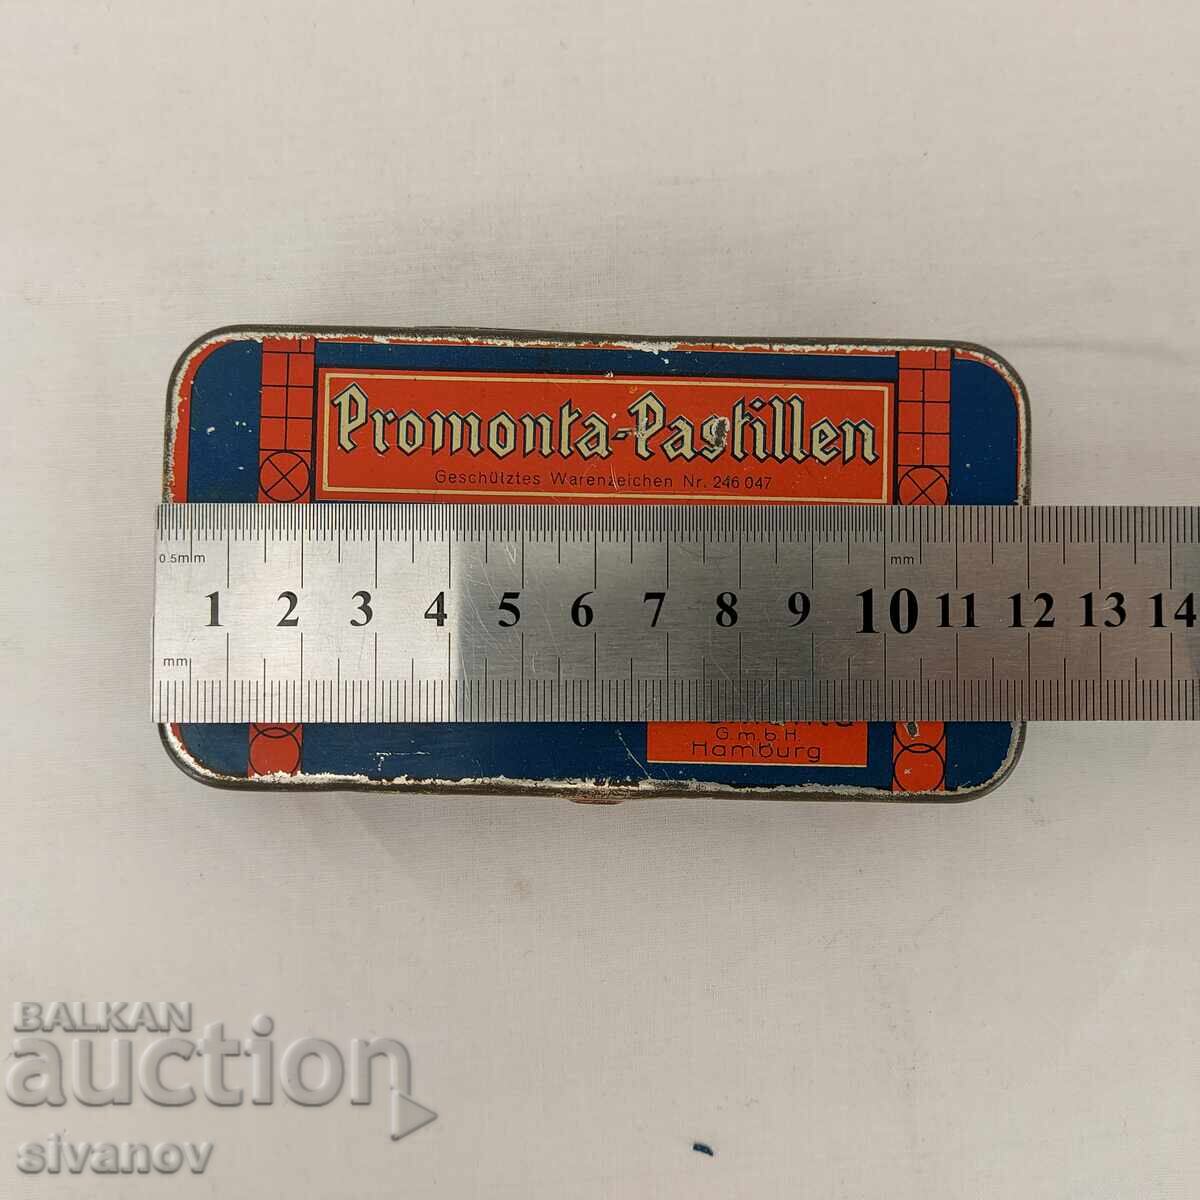 Promonta-Pastillen
Geschütztes Warenzeichen Nr. 246 047
0.5mm
mm
1 2 3 4 5 6 7 8 9 10 11 12 13 14
mm
G.m.b.H.
Hamburg
BALKAN
auction
sivanov